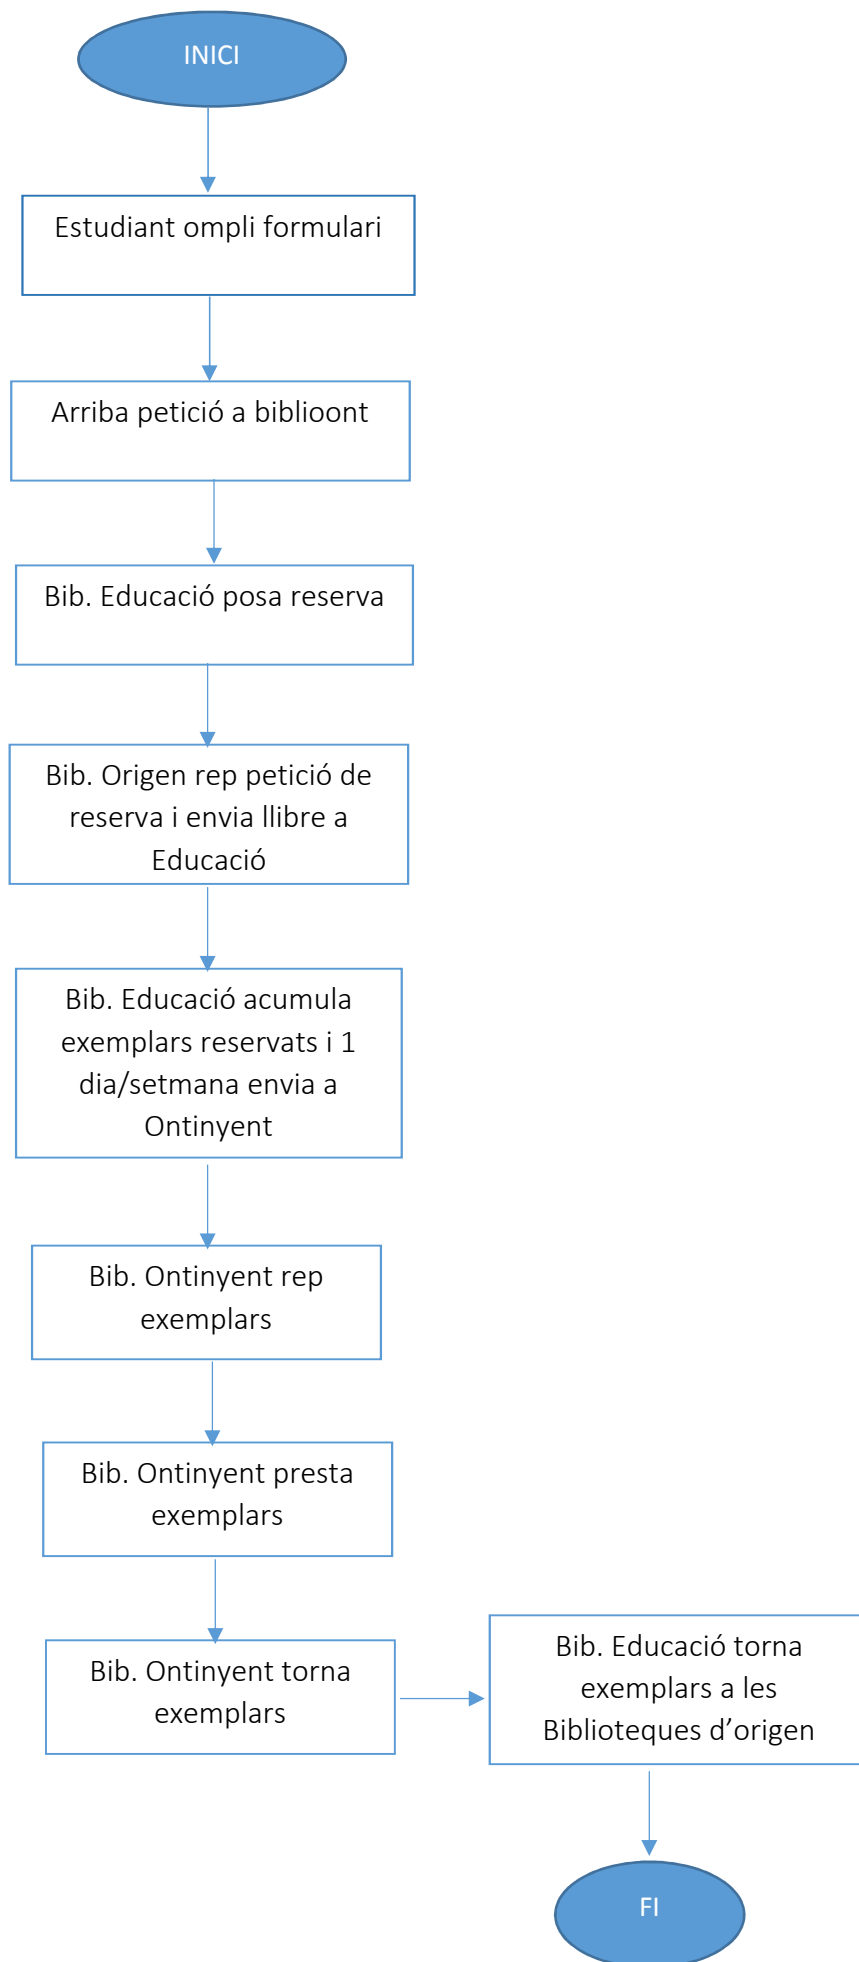 INICI
Estudiant ompli formulari
Arriba petició a biblioont
Bib. Educació posa reserva
Bib. Origen rep petició de
reserva i envia llibre a
Educació
Bib. Educació acumula
exemplars reservats i 1
dia/setmana envia a
Ontinyent
Bib. Ontinyent rep
exemplars
Bib. Ontinyent presta
exemplars
Bib. Ontinyent torna
exemplars
Bib. Educació torna
exemplars a les
Biblioteques d’origen
FI